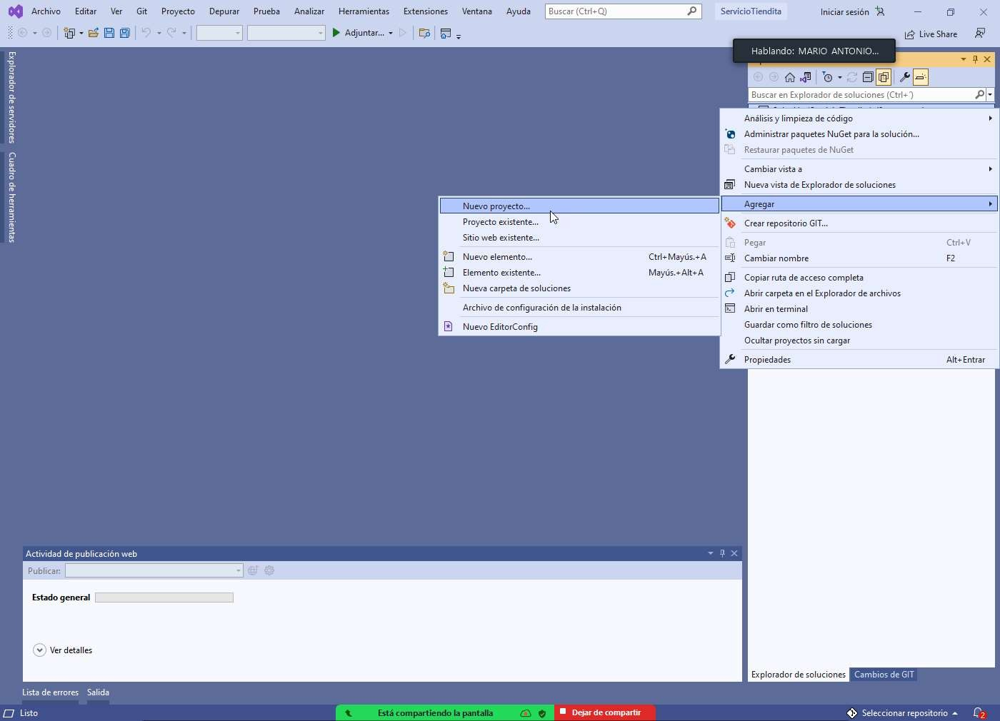 Archivo Editar Ver Git Proyecto Depurar Prueba Analizar Herramientas Extensiones Ventana Ayuda Buscar (Ctrl+Q) ServicioTiendita Iniciar sesión
Adjuntar... Live Share
Hablando: MARIO ANTONIO...
Explorador de servidores
Cuadro de herramientas
Buscar en Explorador de soluciones (Ctrl+´)
Análisis y limpieza de código
Administrar paquetes NuGet para la solución...
Restaurar paquetes de NuGet
Cambiar vista a
Nueva vista de Explorador de soluciones
Agregar
Crear repositorio GIT...
Pegar Ctrl+V
Cambiar nombre F2
Copiar ruta de acceso completa
Abrir carpeta en el Explorador de archivos
Abrir en terminal
Guardar como filtro de soluciones
Ocultar proyectos sin cargar
Propiedades Alt+Entrar
Nuevo proyecto...
Proyecto existente...
Sitio web existente...
Nuevo elemento... Ctrl+Mayús.+A
Elemento existente... Mayús.+Alt+A
Nueva carpeta de soluciones
Archivo de configuración de la instalación
Nuevo EditorConfig
Actividad de publicación web
Publicar:
Estado general
Ver detalles
Explorador de soluciones Cambios de GIT
Lista de errores Salida
Listo
Está compartiendo la pantalla Dejar de compartir
Seleccionar repositorio 2